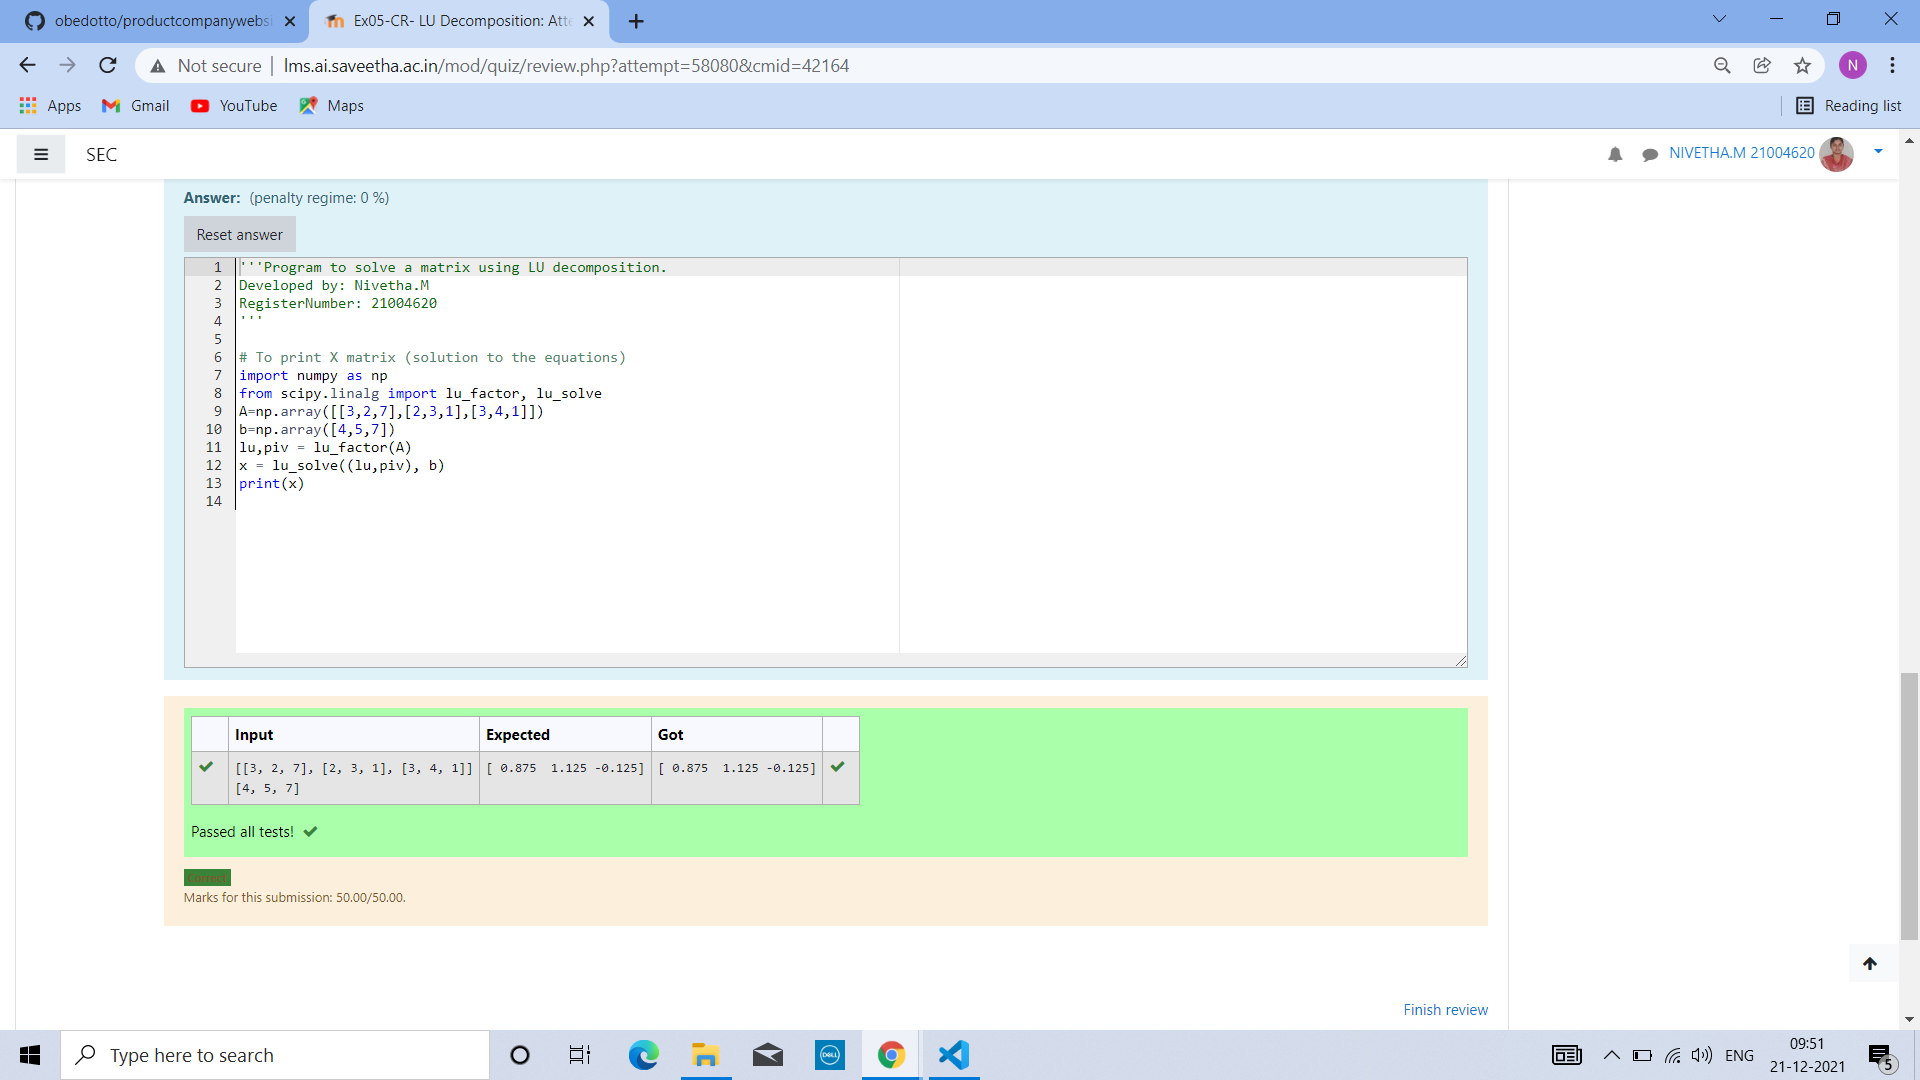 obedotto/productcompanywebsi
Ex05-CR- LU Decomposition: Atte
Not secure
lms.ai.saveetha.ac.in/mod/quiz/review.php?attempt=58080&cmid=42164
N
Apps
Gmail
YouTube
Maps
Reading list
SEC
NIVETHA.M 21004620
Answer: (penalty regime: 0 %)
Reset answer
1 '''Program to solve a matrix using LU decomposition.
2 Developed by: Nivetha.M
3 RegisterNumber: 21004620
4 '''
5
6 # To print X matrix (solution to the equations)
7 import numpy as np
8 from scipy.linalg import lu_factor, lu_solve
9 A=np.array([[3,2,7],[2,3,1],[3,4,1]])
10 b=np.array([4,5,7])
11 lu,piv = lu_factor(A)
12 x = lu_solve((lu,piv), b)
13 print(x)
14
Input Expected Got
[[3, 2, 7], [2, 3, 1], [3, 4, 1]] [ 0.875  1.125 -0.125] [ 0.875  1.125 -0.125]
[4, 5, 7]
Passed all tests!
Correct
Marks for this submission: 50.00/50.00.
Finish review
Type here to search
DELL
ENG
09:51
21-12-2021
5